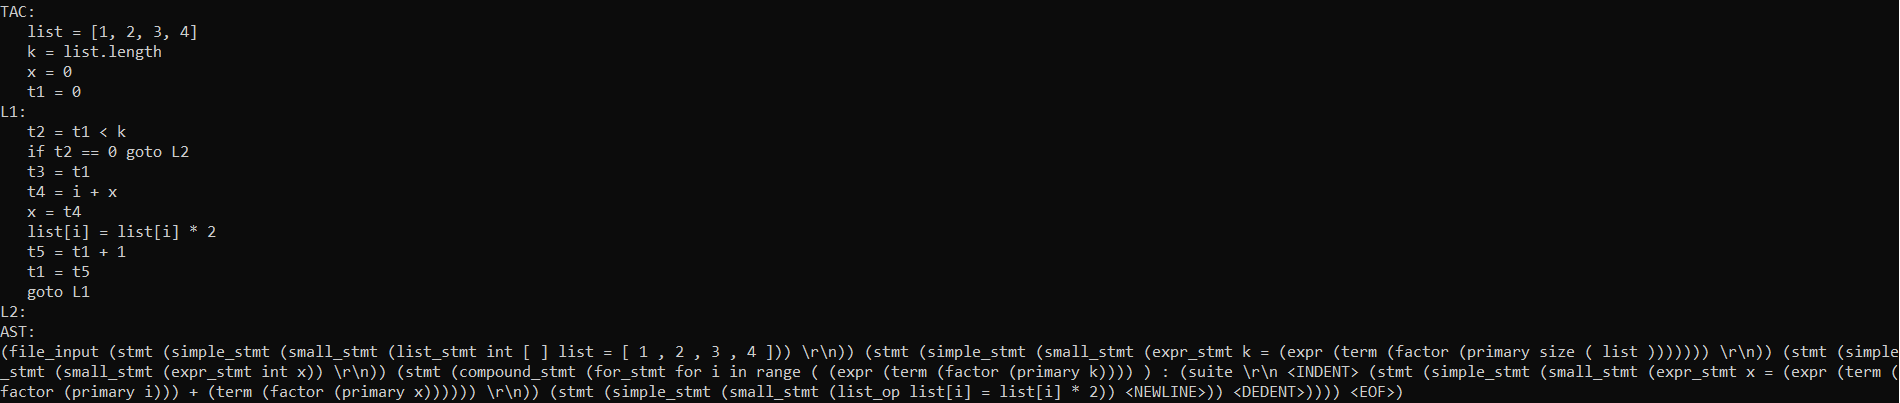 TAC:
   list = [1, 2, 3, 4]
   k = list.length
   x = 0
   t1 = 0
L1:
   t2 = t1 < k
   if t2 == 0 goto L2
   t3 = t1
   t4 = i + x
   x = t4
   list[i] = list[i] * 2
   t5 = t1 + 1
   t1 = t5
   goto L1
L2:
AST:
(file_input (stmt (simple_stmt (small_stmt (list_stmt int [ ] list = [ 1 , 2 , 3 , 4 ])) \r\n)) (stmt (simple_stmt (small_stmt (expr_stmt k = (expr (term (factor (primary size ( list ))))))) \r\n)) (stmt (simple
_stmt (small_stmt (expr_stmt int x)) \r\n)) (stmt (compound_stmt (for_stmt for i in range ( (expr (term (factor (primary k)))) ) : (suite \r\n <INDENT> (stmt (simple_stmt (small_stmt (expr_stmt x = (expr (term (
factor (primary i))) + (term (factor (primary x)))))) \r\n)) (stmt (simple_stmt (small_stmt (list_op list[i] = list[i] * 2)) <NEWLINE>)) <DEDENT>)))) <EOF>)